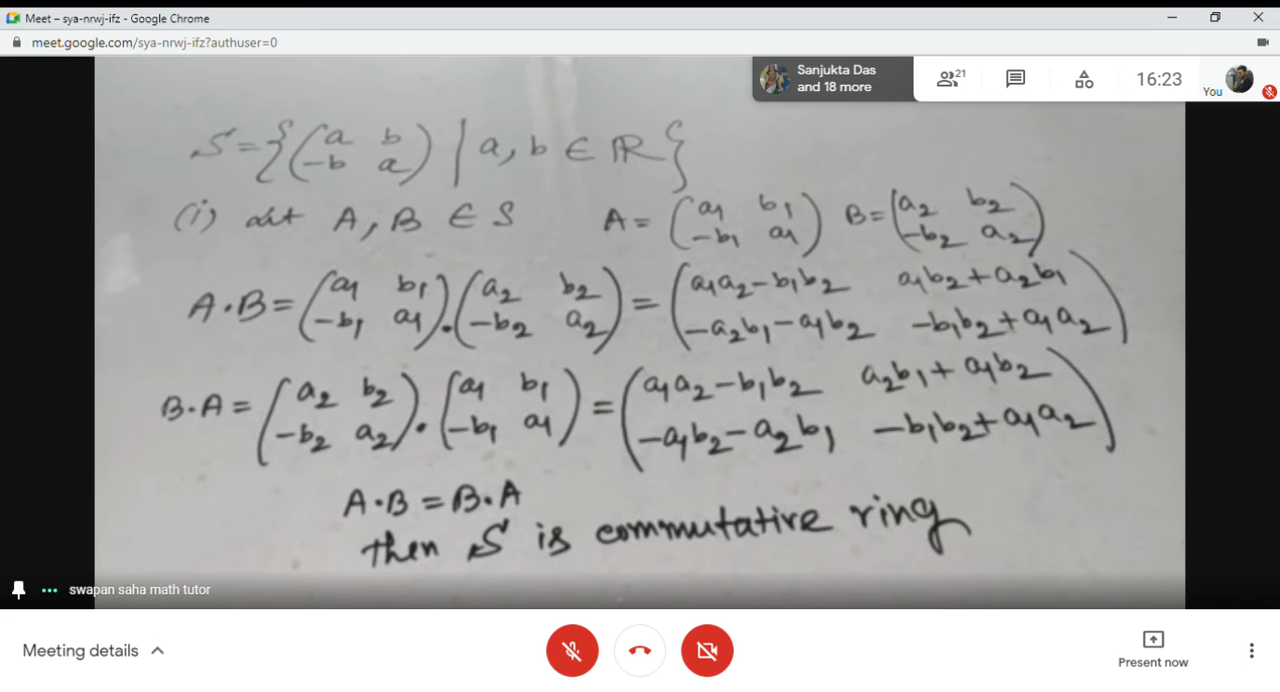 Meet – sya-nrwj-ifz - Google Chrome
meet.google.com/sya-nrwj-ifz?authuser=0
Sanjukta Das
and 18 more
21
16:23
You
S = {(a b | a, b ∈ ℝ}
-b a)
(i) Let A, B ∈ S A = (a₁ b₁ B = (a₂ b₂
-b₁ a₁) -b₂ a₂)
A·B = (a₁ b₁ · (a₂ b₂ = (a₁a₂-b₁b₂ a₁b₂+a₂b₁
-b₁ a₁) -b₂ a₂) -a₂b₁-a₁b₂ -b₁b₂+a₁a₂)
B·A = (a₂ b₂ · (a₁ b₁ = (a₁a₂-b₁b₂ a₂b₁+a₁b₂
-b₂ a₂) -b₁ a₁) -a₁b₂-a₂b₁ -b₁b₂+a₁a₂)
A·B = B·A
then S is commutative ring
swapan saha math tutor
Meeting details
Present now